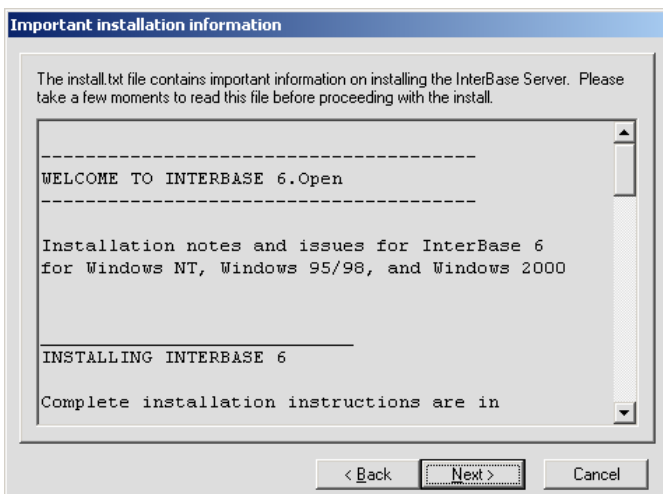 Important installation information
The install.txt file contains important information on installing the InterBase Server. Please
take a few moments to read this file before proceeding with the install.
----------------------------------------
WELCOME TO INTERBASE 6.Open
----------------------------------------
Installation notes and issues for InterBase 6
for Windows NT, Windows 95/98, and Windows 2000
____________________________
INSTALLING INTERBASE 6
Complete installation instructions are in
< Back Next > Cancel